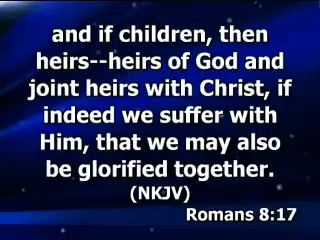 and if children, then
heirs--heirs of God and
joint heirs with Christ, if
indeed we suffer with
Him, that we may also
be glorified together.
(NKJV)
Romans 8:17